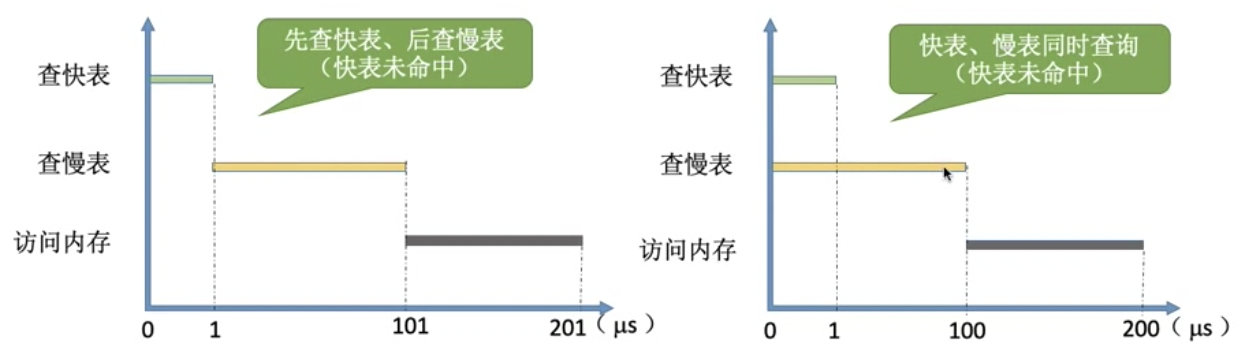 先查快表、后查慢表
（快表未命中）
查快表
查慢表
访问内存
0 1 101 201（μs）
快表、慢表同时查询
（快表未命中）
查快表
查慢表
访问内存
0 1 100 200（μs）